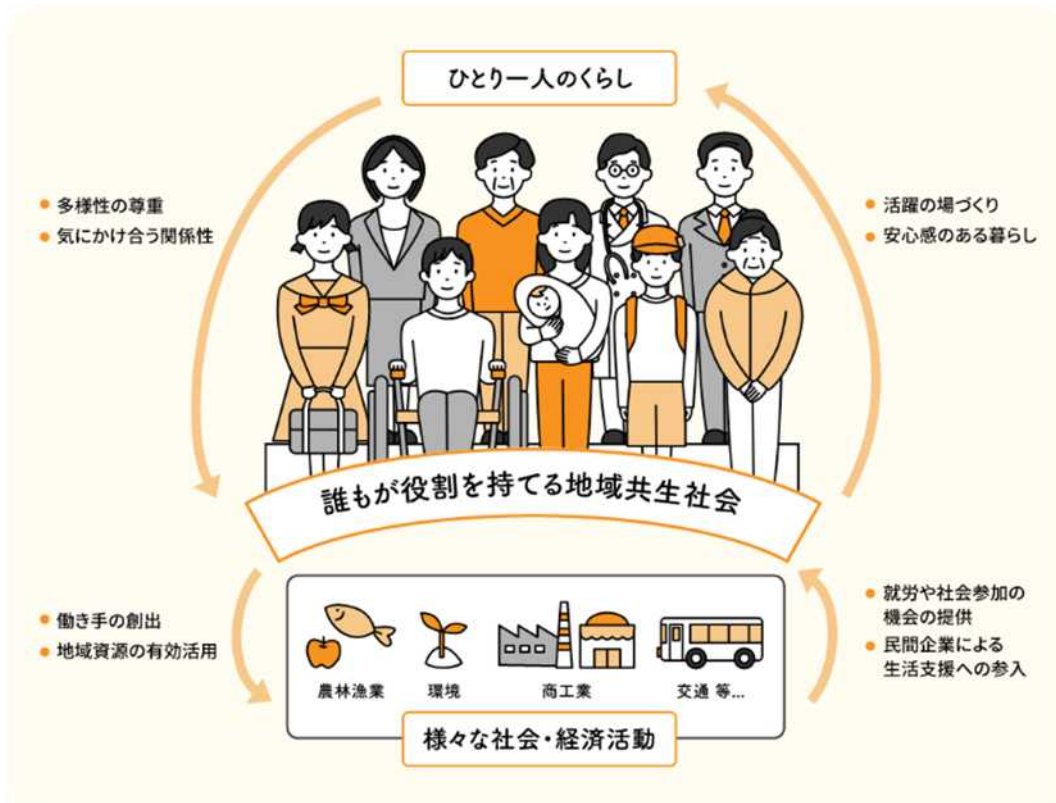 ひとり一人のくらし
多様性の尊重
気にかけ合う関係性
活躍の場づくり
安心感のある暮らし
誰もが役割を持てる地域共生社会
働き手の創出
地域資源の有効活用
就労や社会参加の
機会の提供
民間企業による
生活支援への参入
農林漁業
環境
商工業
交通 等...
様々な社会・経済活動